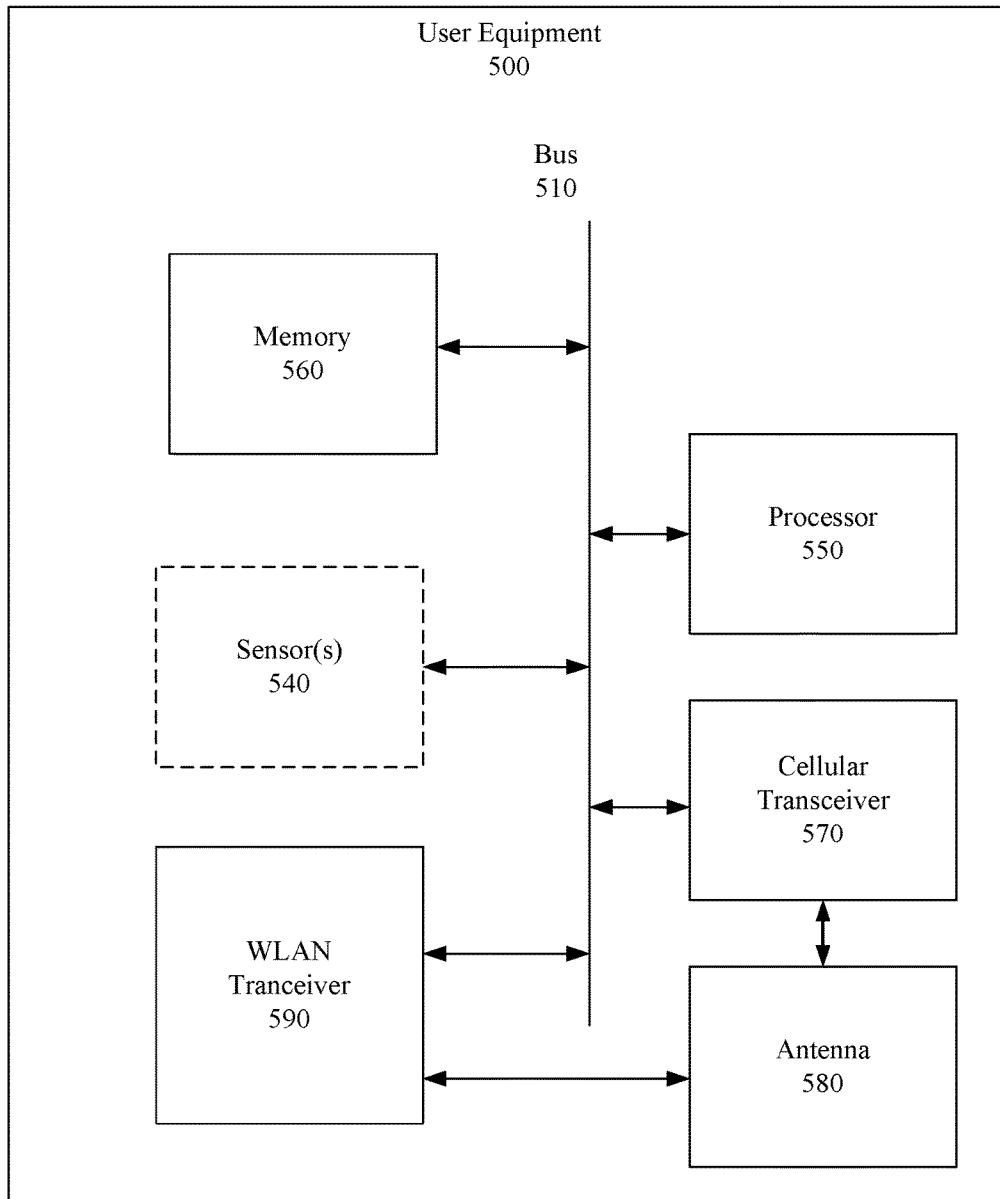 User Equipment
500
Bus
510
Memory
560
Processor
550
Sensor(s)
540
Cellular
Transceiver
570
WLAN
Tranceiver
590
Antenna
580